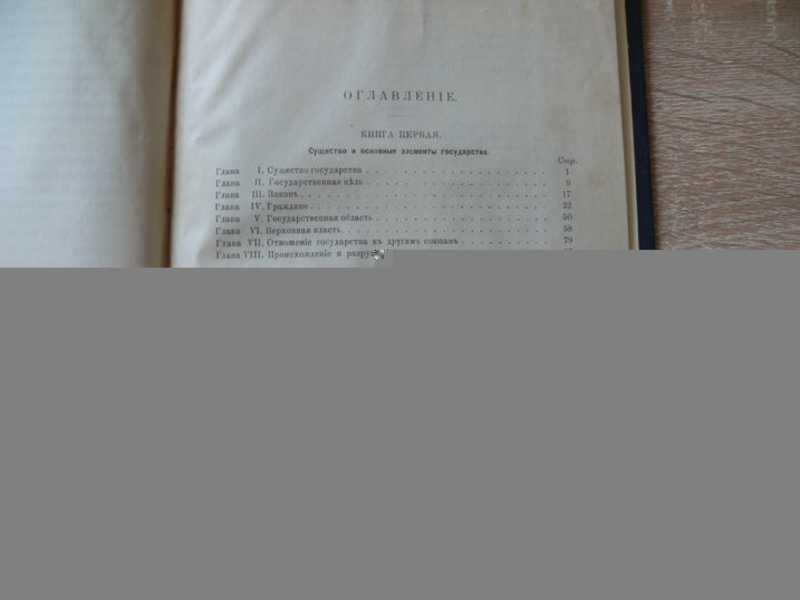 ОГЛАВЛЕНІЕ.
КНИГА ПЕРВАЯ.
Существо и основные элементы государства.
Стр.
Глава I. Существо государства . . . . . . . . . . . . . . . . . 1
Глава II. Государственная цѣль . . . . . . . . . . . . . . . . . 9
Глава III. Законъ . . . . . . . . . . . . . . . . . . . . . . 17
Глава IV. Граждане . . . . . . . . . . . . . . . . . . . . . 32
Глава V. Государственная область . . . . . . . . . . . . . . . . 50
Глава VI. Верховная власть . . . . . . . . . . . . . . . . . . 58
Глава VII. Отношеніе государства къ другимъ союзамъ . . . . . . . . 79
Глава VIII. Происхожденіе и